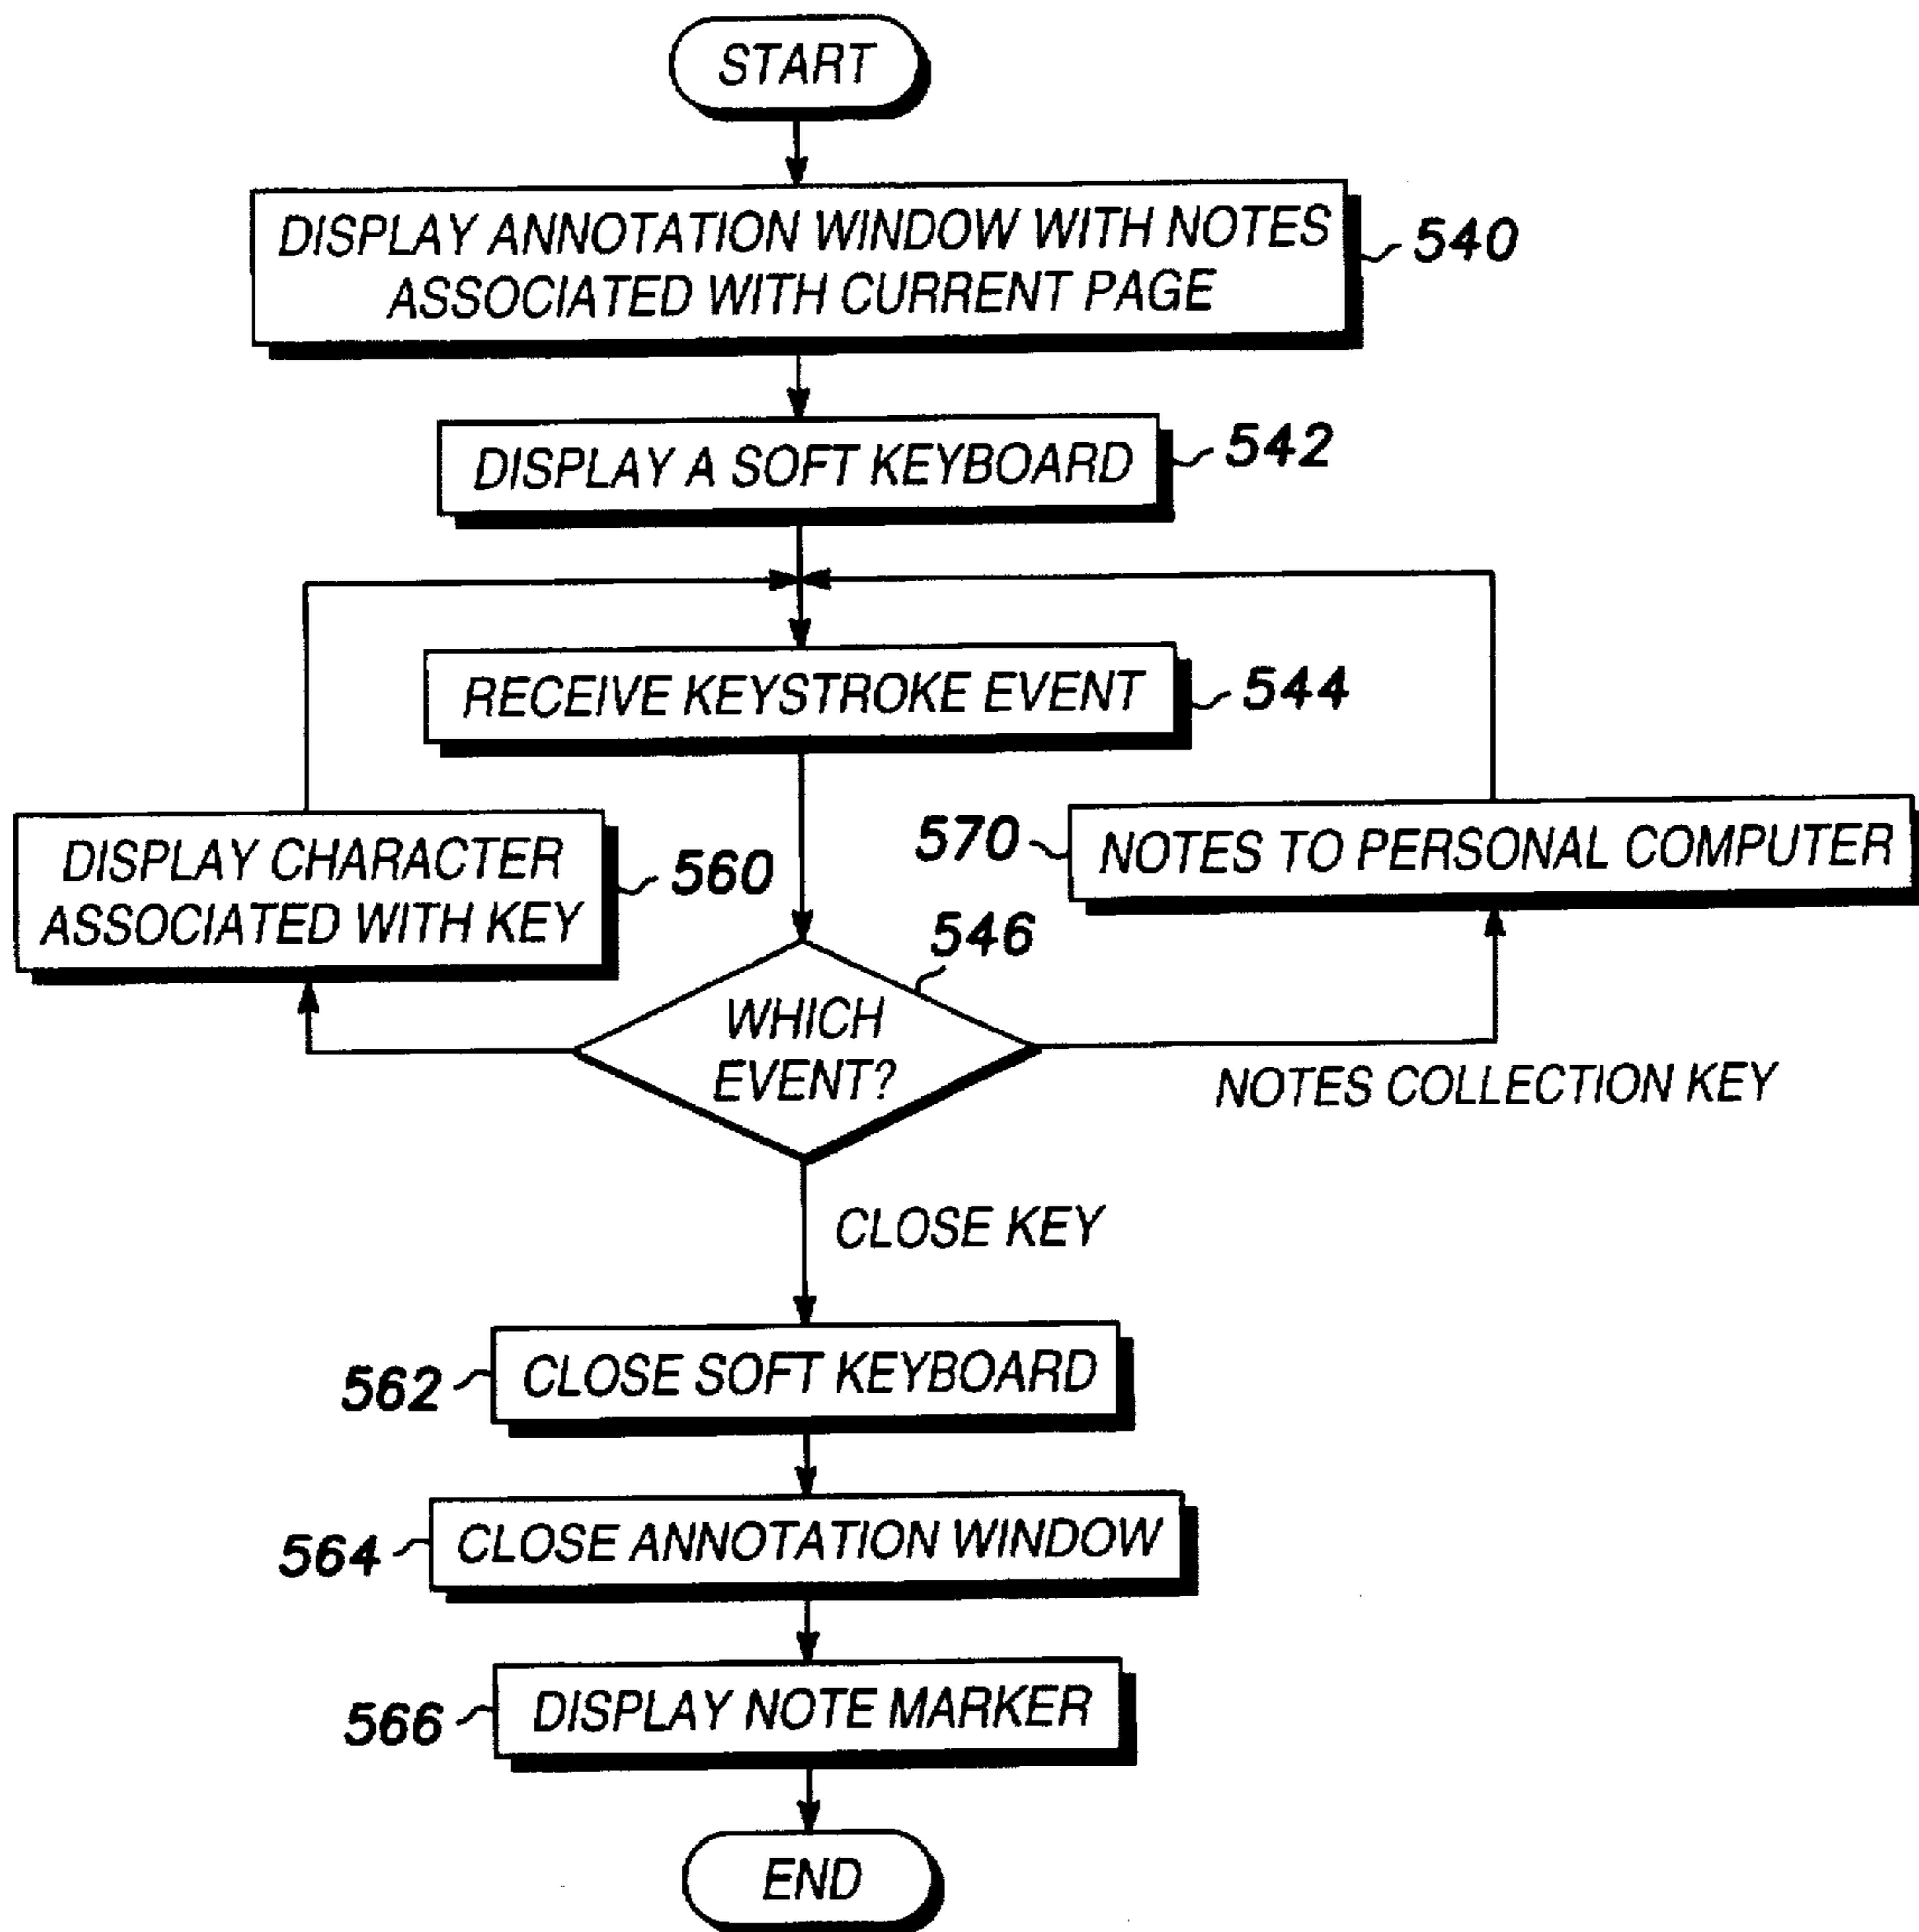 START
DISPLAY ANNOTATION WINDOW WITH NOTES
ASSOCIATED WITH CURRENT PAGE
540
DISPLAY A SOFT KEYBOARD
542
RECEIVE KEYSTROKE EVENT
544
DISPLAY CHARACTER
ASSOCIATED WITH KEY
560
570
NOTES TO PERSONAL COMPUTER
546
WHICH
EVENT?
NOTES COLLECTION KEY
CLOSE KEY
562
CLOSE SOFT KEYBOARD
564
CLOSE ANNOTATION WINDOW
566
DISPLAY NOTE MARKER
END